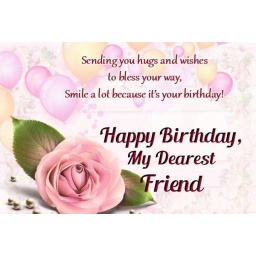 Sending you hugs and wishes
to bless your way,
Smile a lot because it's your birthday!
Happy Birthday,
My Dearest
Friend